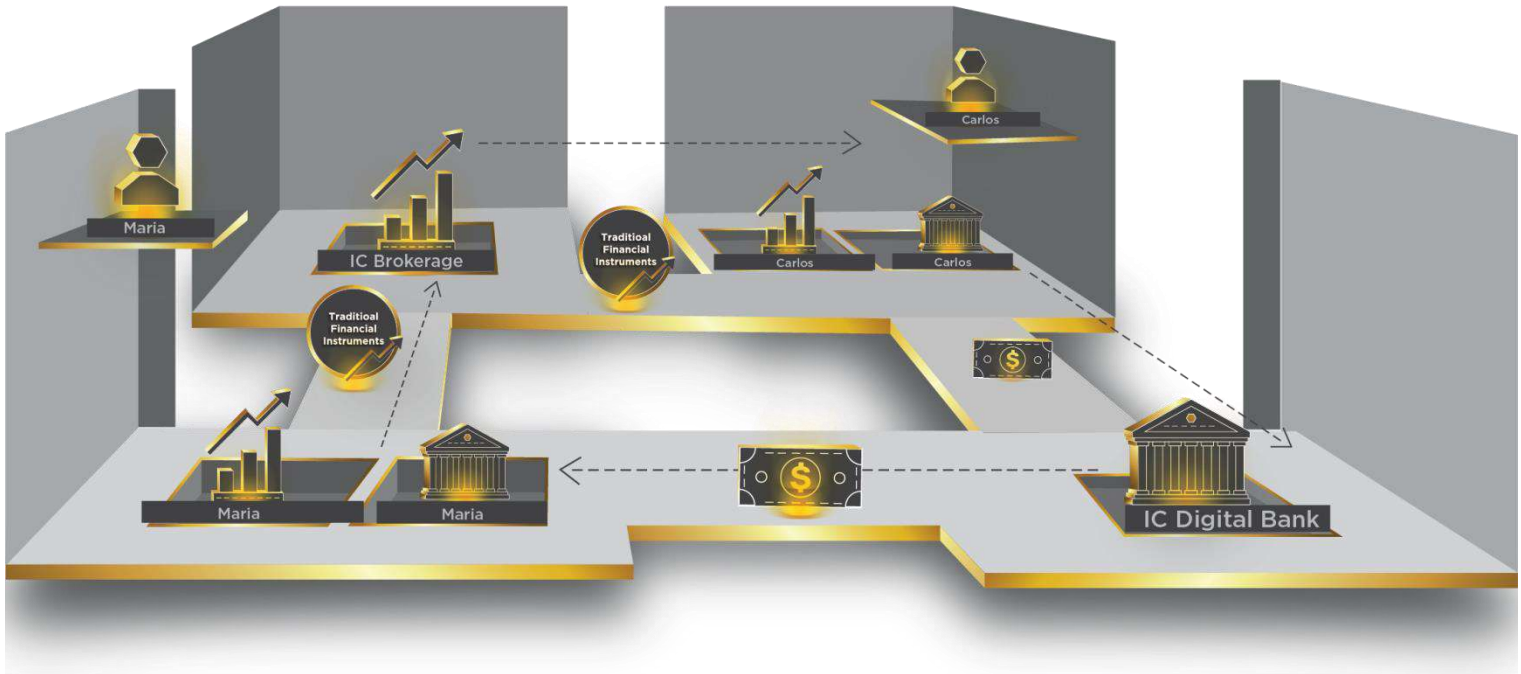 Carlos
Maria
IC Brokerage
Traditioal
Financial
Instruments
Carlos
Carlos
Traditioal
Financial
Instruments
$
$
Maria
Maria
IC Digital Bank